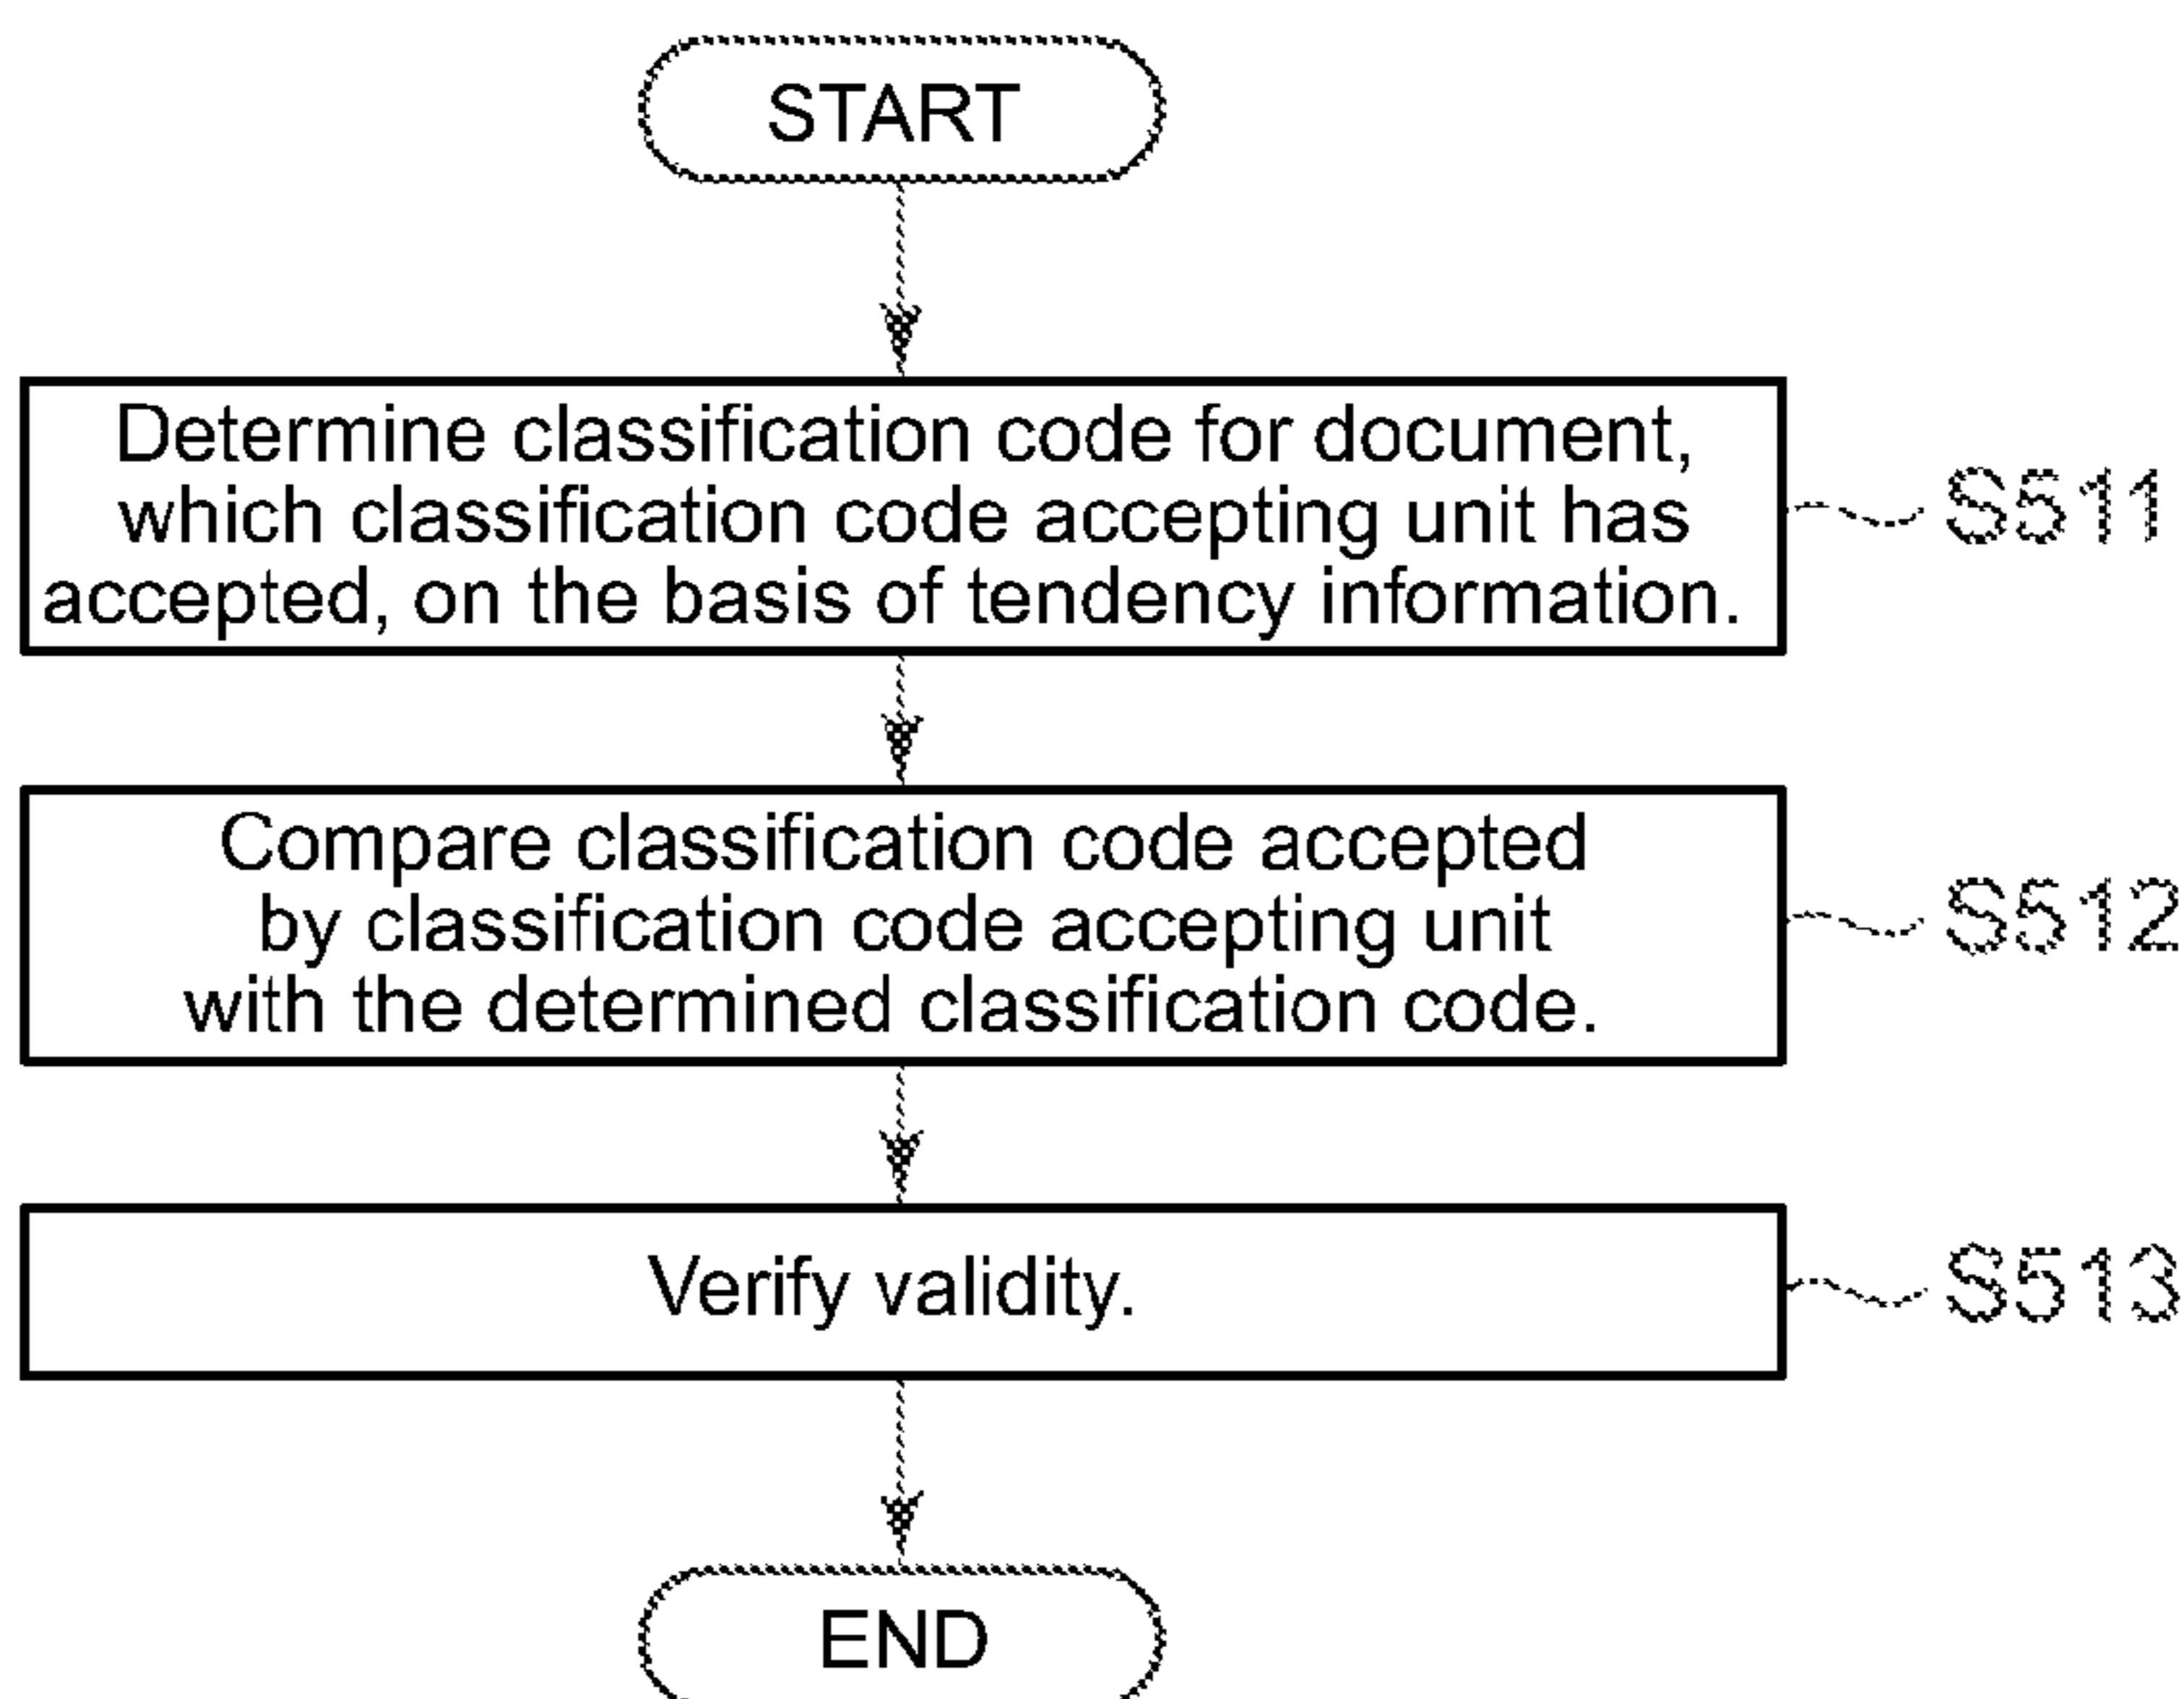 START
Determine classification code for document,
which classification code accepting unit has
accepted, on the basis of tendency information.
S511
Compare classification code accepted
by classification code accepting unit
with the determined classification code.
S512
Verify validity.
S513
END